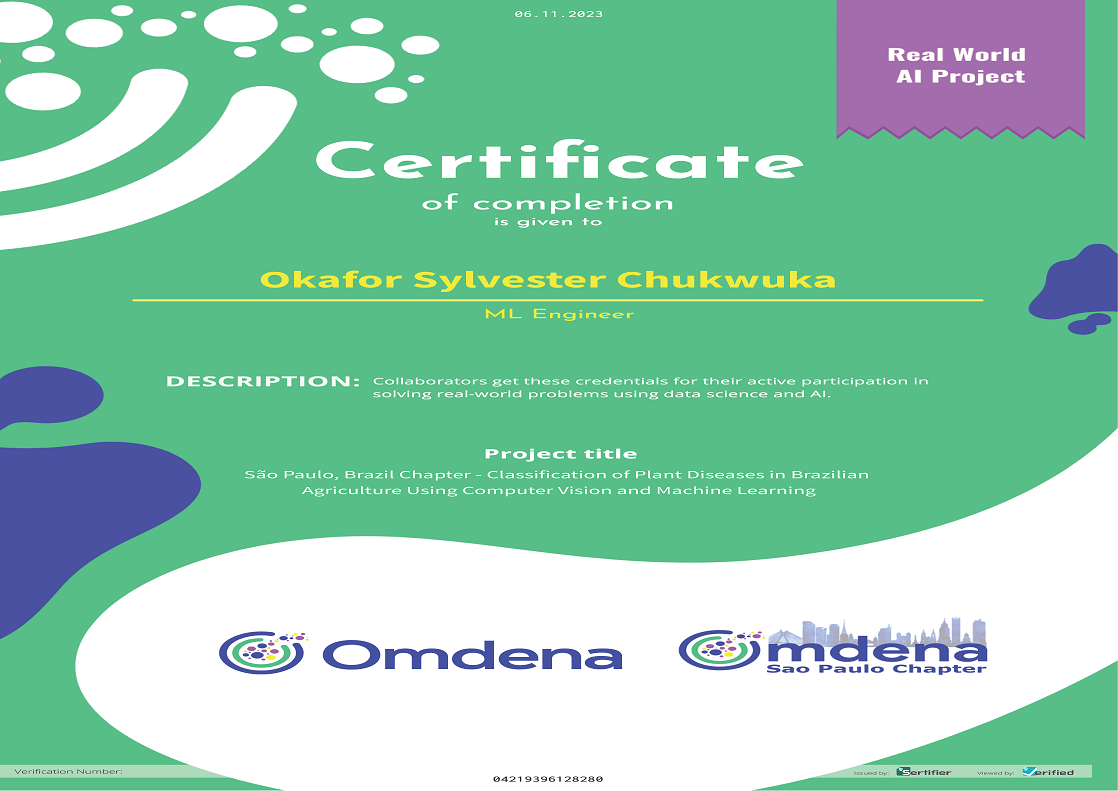 06.11.2023
Real World
AI Project
Certificate
of completion
is given to
Okafor Sylvester Chukwuka
ML Engineer
DESCRIPTION: Collaborators get these credentials for their active participation in
solving real-world problems using data science and AI.
Project title
São Paulo, Brazil Chapter - Classification of Plant Diseases in Brazilian
Agriculture Using Computer Vision and Machine Learning
Omdena
Omdena
Sao Paulo Chapter
Verification Number:
04219396128280
Issued by: Sertifier Viewed by: Verified